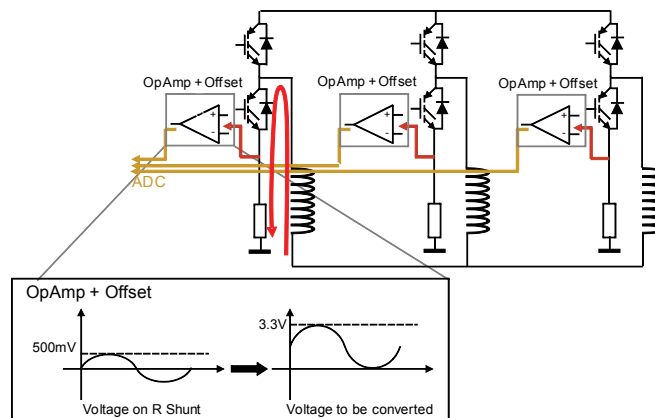 OpAmp + Offset
OpAmp + Offset
OpAmp + Offset
+
-
+
-
+
-
ADC
OpAmp + Offset
500mV
3.3V
Voltage on R Shunt
Voltage to be converted